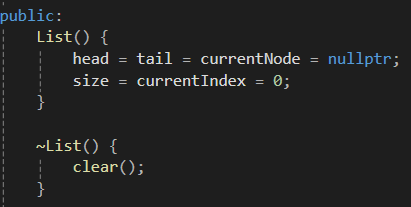 public:
    List() {
        head = tail = currentNode = nullptr;
        size = currentIndex = 0;
    }

    ~List() {
        clear();
    }